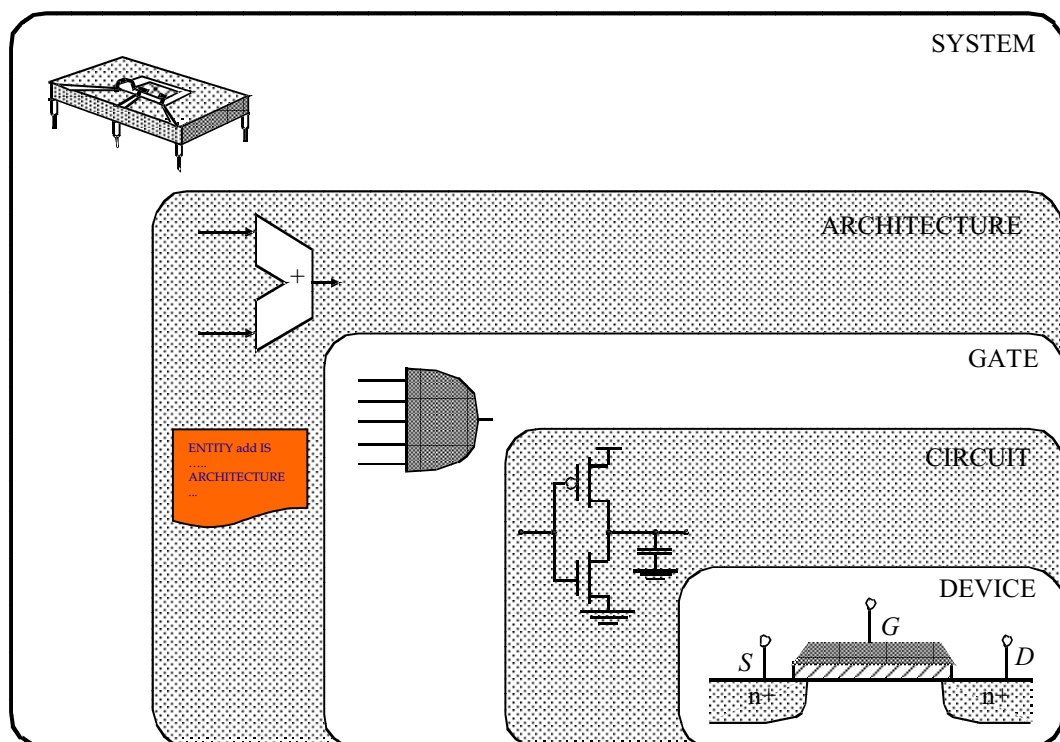 SYSTEM
ARCHITECTURE
+
GATE
ENTITY add IS
.....
ARCHITECTURE
...
CIRCUIT
DEVICE
G
S
D
n+
n+